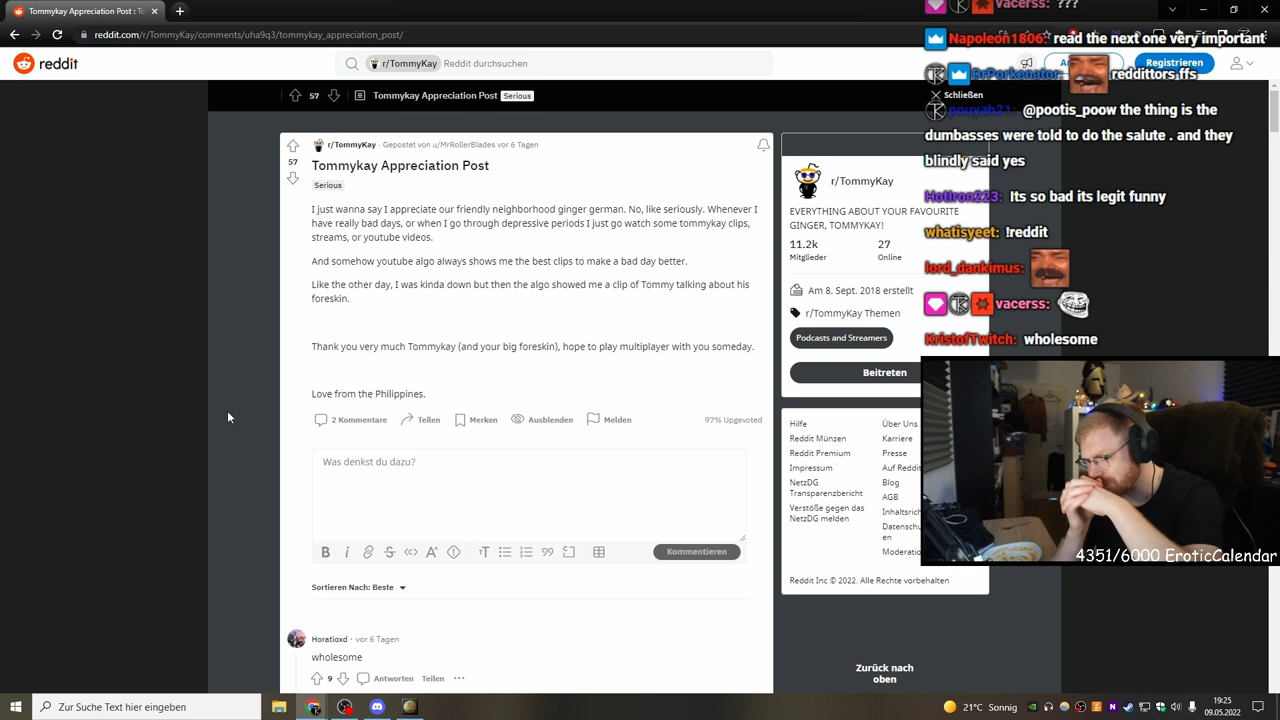 Tommykay Appreciation Post : To
reddit.com/r/TommyKay/comments/uha9q3/tommykay_appreciation_post/
reddit
r/TommyKay
Reddit durchsuchen
Registrieren
57
Tommykay Appreciation Post
Serious
Schließen
r/TommyKay · Gepostet von u/MrRollerBlades vor 6 Tagen
57
Tommykay Appreciation Post
Serious
I just wanna say I appreciate our friendly neighborhood ginger german. No, like seriously. Whenever I
have really bad days, or when I go through depressive periods I just go watch some tommykay clips,
streams, or youtube videos.
And somehow youtube algo always shows me the best clips to make a bad day better.
Like the other day, I was kinda down but then the algo showed me a clip of Tommy talking about his
foreskin.
Thank you very much Tommykay (and your big foreskin), hope to play multiplayer with you someday.
Love from the Philippines.
2 Kommentare
Teilen
Merken
Ausblenden
Melden
97% Upgevoted
Was denkst du dazu?
Kommentieren
Sortieren Nach: Beste
Horatioxd · vor 6 Tagen
wholesome
9
Antworten
Teilen
r/TommyKay
EVERYTHING ABOUT YOUR FAVOURITE
GINGER, TOMMYKAY!
11.2k
27
Mitglieder
Online
Am 8. Sept. 2018 erstellt
r/TommyKay Themen
Podcasts and Streamers
Beitreten
Hilfe
Über Uns
Reddit Münzen
Karriere
Reddit Premium
Presse
Impressum
Auf Reddit
NetzDG
Transparenzbericht
Blog
AGB
Verstöße gegen das
NetzDG melden
Inhaltsrich
Datenschu
en
Moderatio
Reddit Inc © 2022. Alle Rechte vorbehalten
Zurück nach
oben
vacerss: ???
Napoleon1806: read the next one very important
DrPorkenator: reddittors ffs
pouyah21: @pootis_poow the thing is the
dumbasses were told to do the salute . and they
blindly said yes
HotIron223: Its so bad its legit funny
whatisyeet: !reddit
lord_dankimus:
vacerss:
KristofTwitch: wholesome
4351/6000 EroticCalendar
Zur Suche Text hier eingeben
21°C Sonnig
19:25
09.05.2022